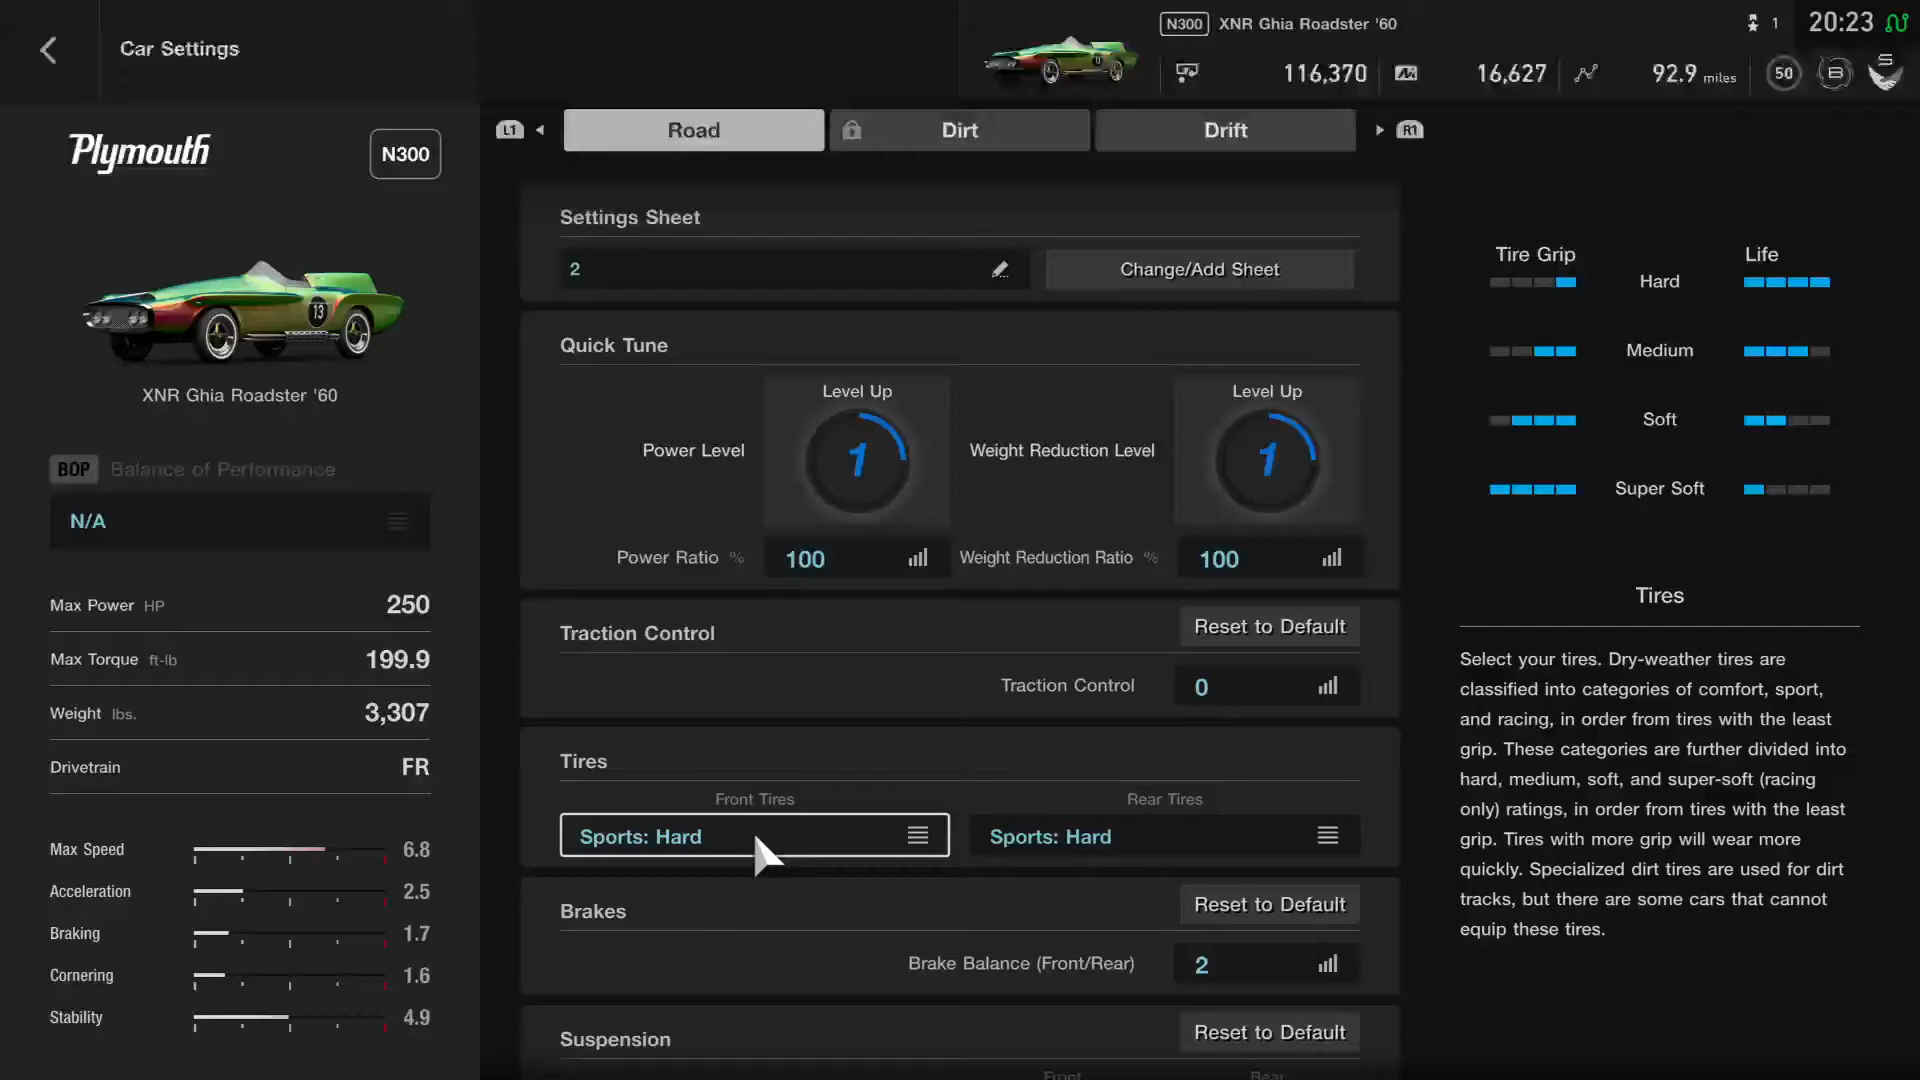 Car Settings
N300 XNR Ghia Roadster '60
1
20:23
116,370
16,627
92.9 miles
50
B
S
Plymouth
N300
13
XNR Ghia Roadster '60
BOP Balance of Performance
N/A
Max Power HP 250
Max Torque ft-lb 199.9
Weight lbs. 3,307
Drivetrain FR
Max Speed 6.8
Acceleration 2.5
Braking 1.7
Cornering 1.6
Stability 4.9
L1 Road Dirt Drift R1
Settings Sheet
2 Change/Add Sheet
Quick Tune
Power Level Level Up 1
Weight Reduction Level Level Up 1
Power Ratio % 100
Weight Reduction Ratio % 100
Traction Control Reset to Default
Traction Control 0
Tires
Front Tires Rear Tires
Sports: Hard Sports: Hard
Brakes Reset to Default
Brake Balance (Front/Rear) 2
Suspension Reset to Default
Front Rear
Tire Grip Life
Hard
Medium
Soft
Super Soft
Tires
Select your tires. Dry-weather tires are
classified into categories of comfort, sport,
and racing, in order from tires with the least
grip. These categories are further divided into
hard, medium, soft, and super-soft (racing
only) ratings, in order from tires with the least
grip. Tires with more grip will wear more
quickly. Specialized dirt tires are used for dirt
tracks, but there are some cars that cannot
equip these tires.